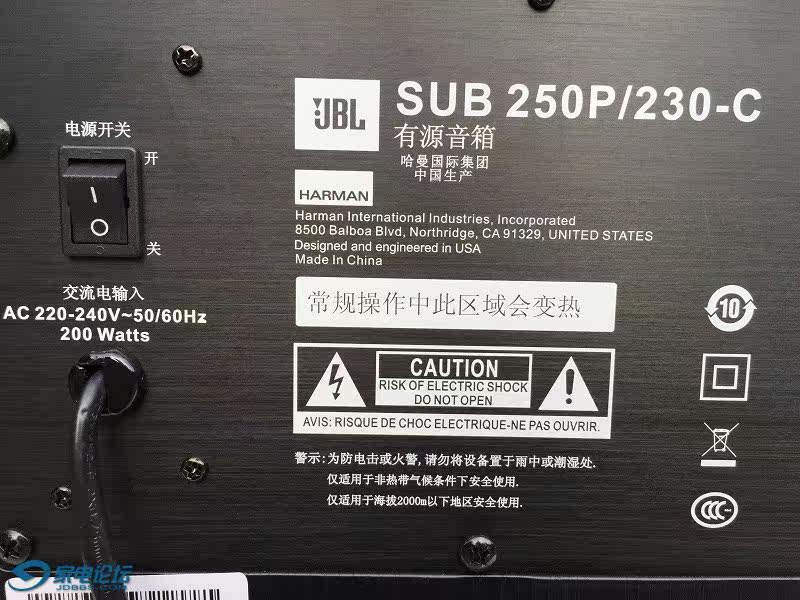 JBL
SUB 250P/230-C
有源音箱
哈曼国际集团
中国生产
电源开关
开
关
HARMAN
Harman International Industries, Incorporated
8500 Balboa Blvd, Northridge, CA 91329, UNITED STATES
Designed and engineered in USA
Made In China
交流电输入
AC 220-240V~50/60Hz
200 Watts
常规操作中此区域会变热
10
CAUTION
RISK OF ELECTRIC SHOCK
DO NOT OPEN
AVIS: RISQUE DE CHOC ELECTRIQUE-NE PAS OUVRIR.
警示:为防电击或火警,请勿将设备置于雨中或潮湿处.
仅适用于非热带气候条件下安全使用.
仅适用于海拔2000m以下地区安全使用.
CCC
家电论坛
JDBBS.COM